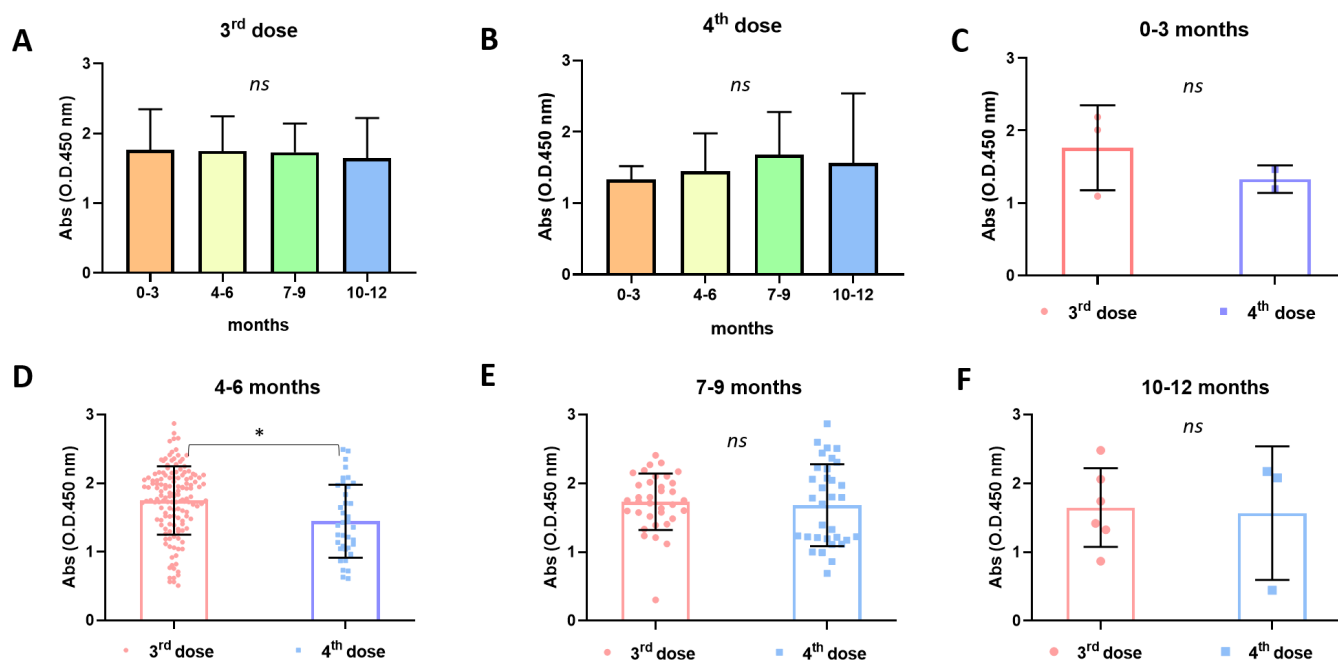 A
3rd dose
Abs (O.D.450 nm)
3
2
1
0
ns
0-3 4-6 7-9 10-12
months
B
4th dose
Abs (O.D.450 nm)
3
2
1
0
ns
0-3 4-6 7-9 10-12
months
C
0-3 months
Abs (O.D.450 nm)
3
2
1
0
ns
3rd dose 4th dose
D
4-6 months
Abs (O.D.450 nm)
3
2
1
0
*
3rd dose 4th dose
E
7-9 months
Abs (O.D.450 nm)
3
2
1
0
ns
3rd dose 4th dose
F
10-12 months
Abs (O.D.450 nm)
3
2
1
0
ns
3rd dose 4th dose